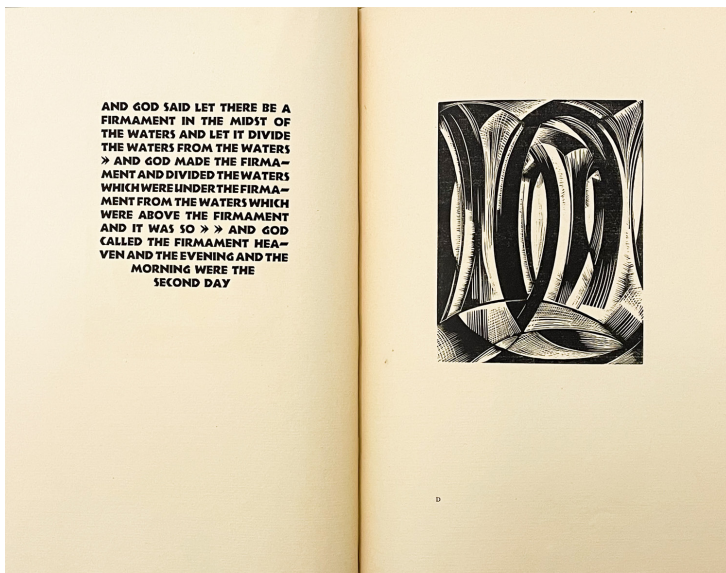 AND GOD SAID LET THERE BE A
FIRMAMENT IN THE MIDST OF
THE WATERS AND LET IT DIVIDE
THE WATERS FROM THE WATERS
» AND GOD MADE THE FIRMA–
MENT AND DIVIDED THE WATERS
WHICH WERE UNDER THE FIRMA–
MENT FROM THE WATERS WHICH
WERE ABOVE THE FIRMAMENT
AND IT WAS SO » » AND GOD
CALLED THE FIRMAMENT HEA–
VEN AND THE EVENING AND THE
MORNING WERE THE
SECOND DAY
D